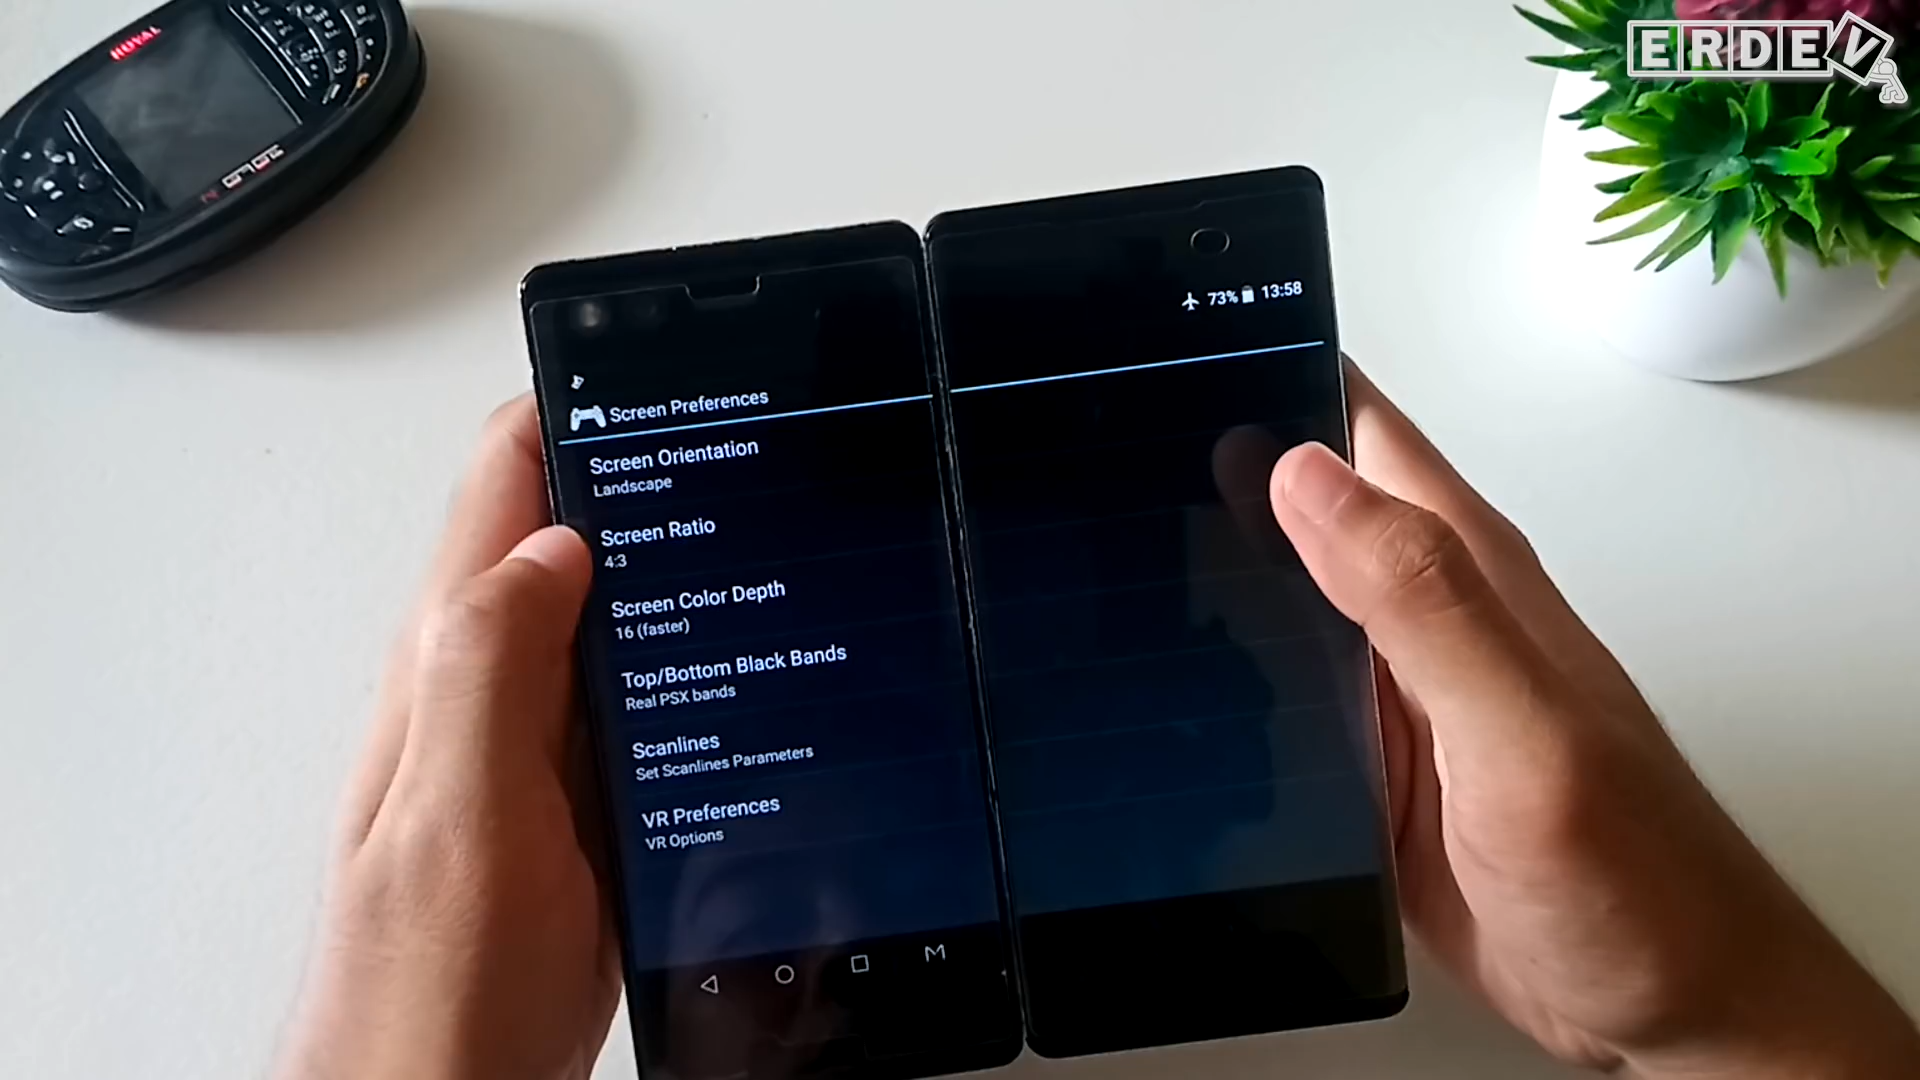 ERDEV
73% 13:58
Screen Preferences
Screen Orientation
Landscape
Screen Ratio
4:3
Screen Color Depth
16 (faster)
Top/Bottom Black Bands
Real PSX bands
Scanlines
Set Scanlines Parameters
VR Preferences
VR Options
M